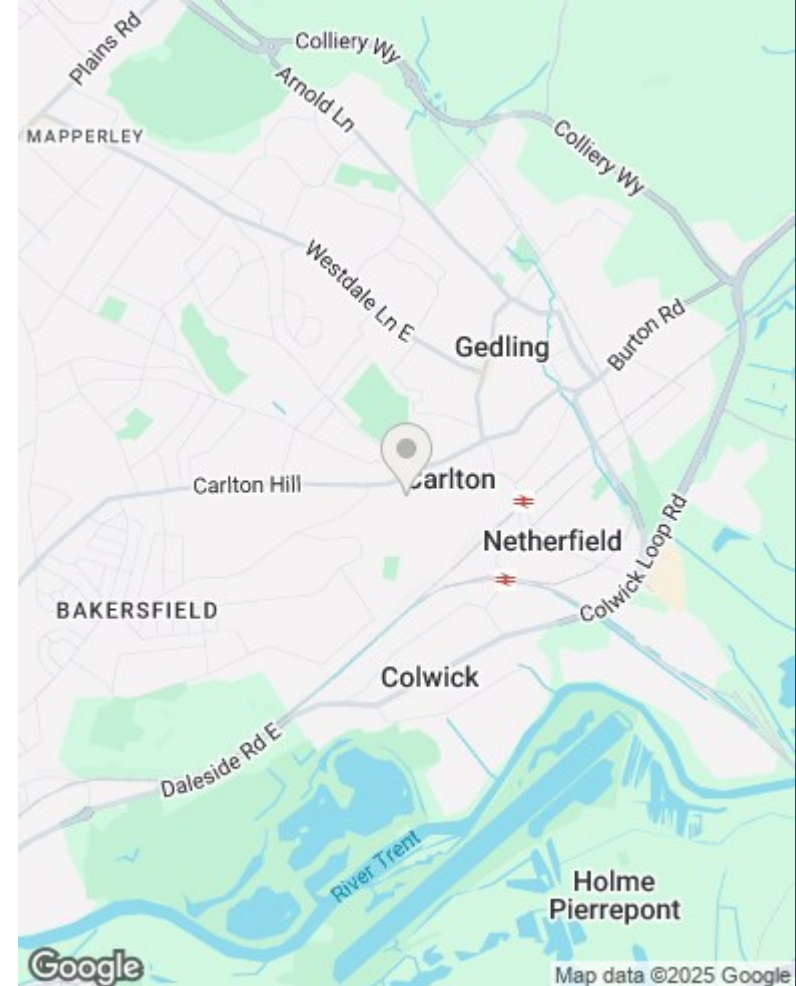 Plains Rd
Colliery Wy
Arnold Ln
MAPPERLEY
Colliery Wy
Westdale Ln E
Burton Rd
Gedling
Carlton Hill
Carlton
Netherfield
Colwick Loop Rd
BAKERSFIELD
Colwick
Daleside Rd E
River Trent
Holme
Pierrepont
Google
Map data ©2025 Google